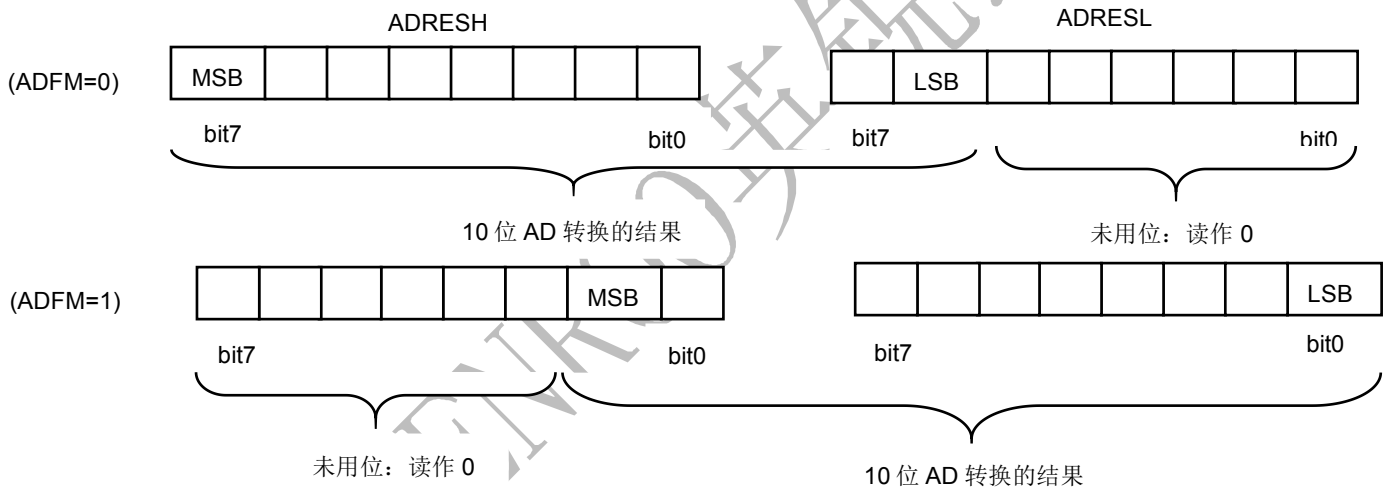 ADRESH ADRESL
(ADFM=0) MSB LSB
bit7 bit0 bit7 bit0
10 位 AD 转换的结果 未用位：读作 0
(ADFM=1) MSB LSB
bit7 bit0 bit7 bit0
未用位：读作 0 10 位 AD 转换的结果